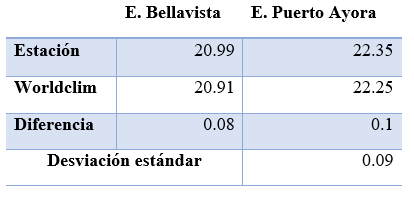 E. Bellavista E. Puerto Ayora
Estación 20.99 22.35
Worldclim 20.91 22.25
Diferencia 0.08 0.1
Desviación estándar 0.09